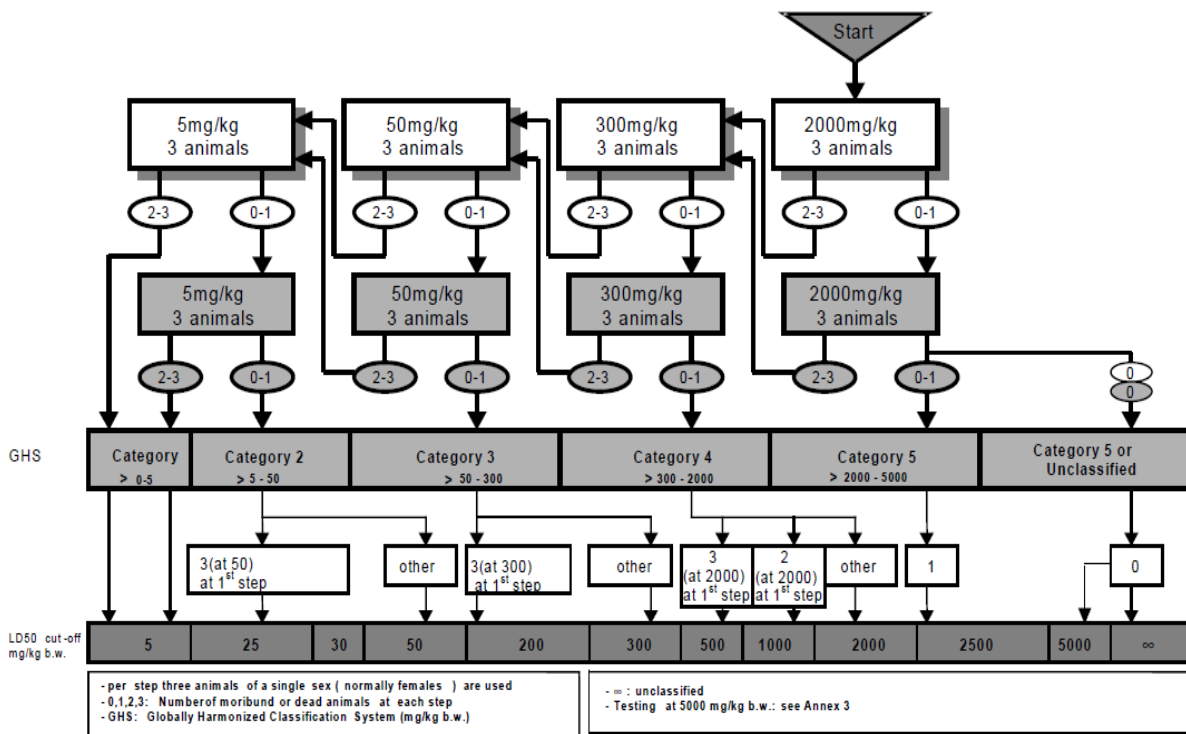 Start
5mg/kg
3 animals
50mg/kg
3 animals
300mg/kg
3 animals
2000mg/kg
3 animals
2-3
0-1
2-3
0-1
2-3
0-1
2-3
0-1
5mg/kg
3 animals
50mg/kg
3 animals
300mg/kg
3 animals
2000mg/kg
3 animals
2-3
0-1
2-3
0-1
2-3
0-1
2-3
0-1
0
0
GHS
Category
> 0-5
Category 2
> 5 - 50
Category 3
> 50 - 300
Category 4
> 300 - 2000
Category 5
> 2000 - 5000
Category 5 or
Unclassified
3(at 50)
at 1st step
other
3(at 300)
at 1st step
other
3
(at 2000)
at 1st step
2
(at 2000)
at 1st step
other
1
0
LD50 cut-off
mg/kg b.w.
5
25
30
50
200
300
500
1000
2000
2500
5000
∞
- per step three animals of a single sex ( normally females ) are used
- 0,1,2,3: Numberof moribund or dead animals at each step
- GHS: Globally Harmonized Classification System (mg/kg b.w.)
- ∞ : unclassified
- Testing at 5000 mg/kg b.w.: see Annex 3